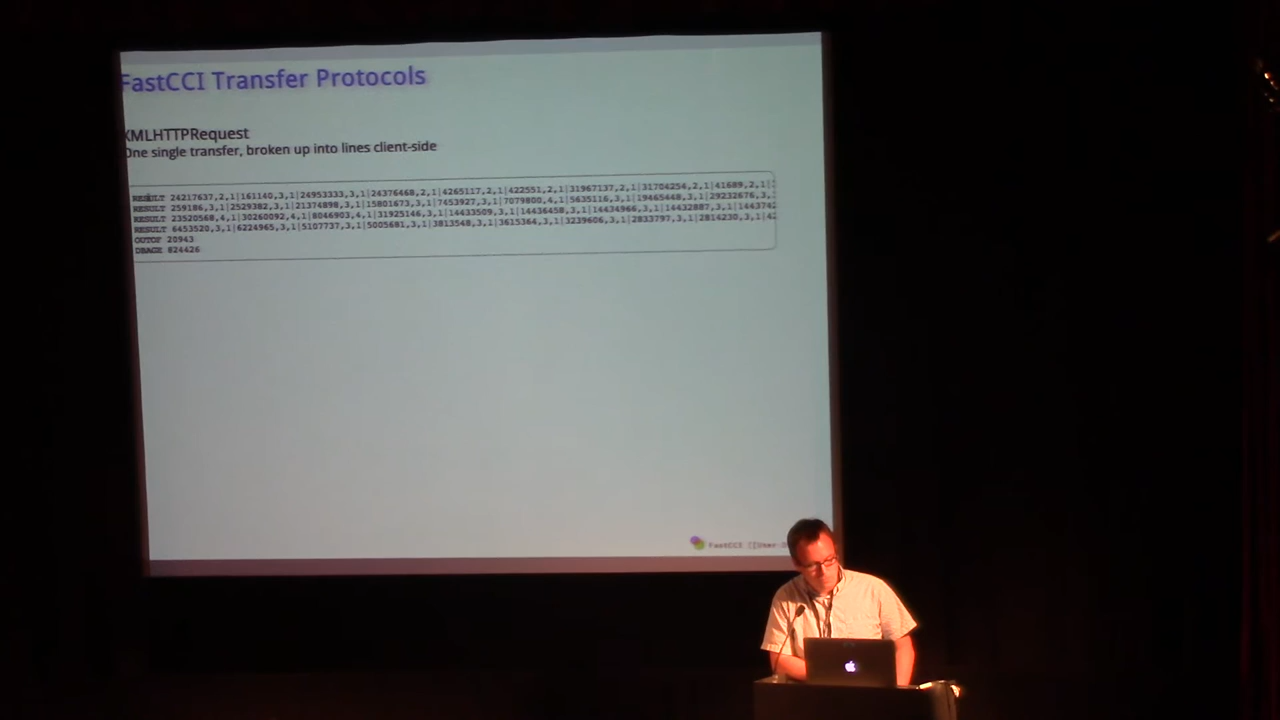 FastCCI Transfer Protocols
XMLHTTPRequest
One single transfer, broken up into lines client-side
RESULT 24217637,2,1|161140,3,1|24953333,3,1|24376468,2,1|4265117,2,1|422551,2,1|31967137,2,1|31704254,2,1|41689,2,1|
RESULT 259186,3,1|2529382,3,1|21374898,3,1|15801673,3,1|7453927,3,1|7079800,4,1|5635116,3,1|19465448,3,1|29232676,3,
RESULT 23520568,4,1|30260092,4,1|8046903,4,1|31925146,3,1|14433509,3,1|14436458,3,1|14434966,3,1|14432887,3,1|144374
RESULT 6453520,3,1|6224965,3,1|5107737,3,1|5005681,3,1|3813548,3,1|3615364,3,1|3239606,3,1|2833797,3,1|2814230,3,1|4
OUTOF 20943
DBAGE 824426
FastCCI [[User: